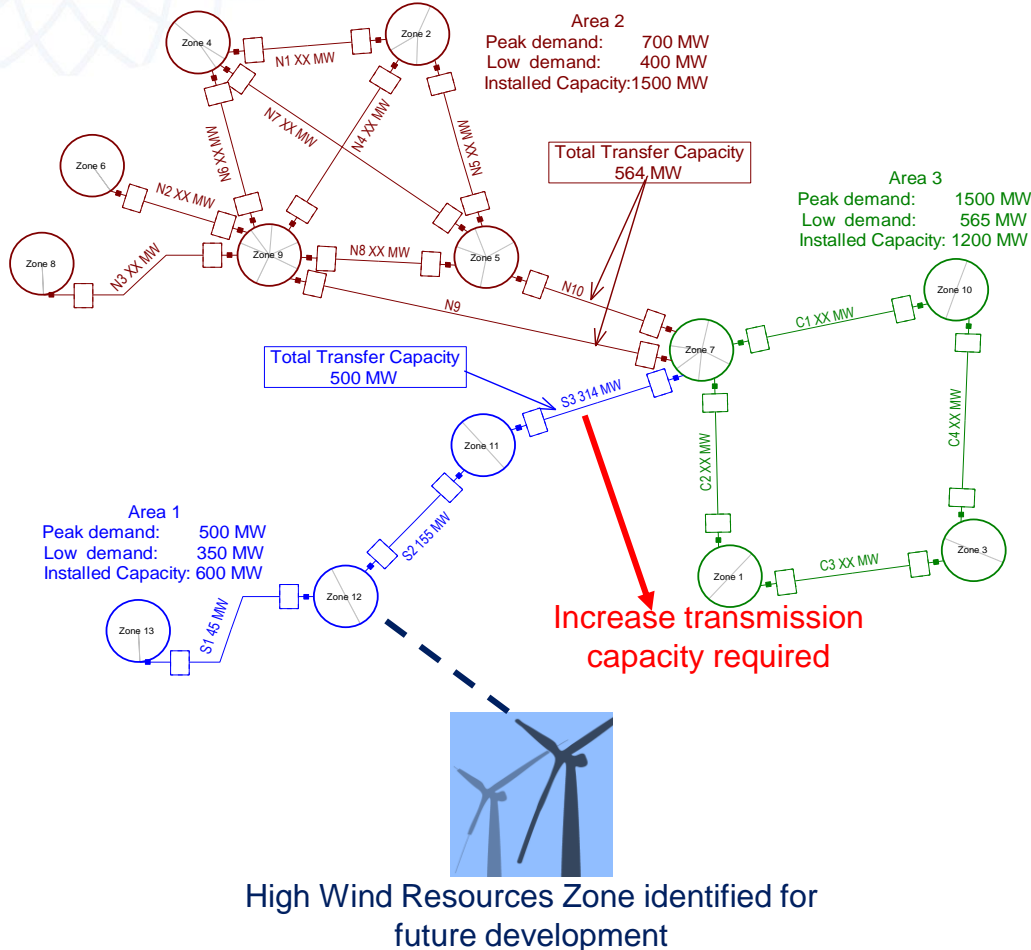 Area 2
Peak demand: 700 MW
Low demand: 400 MW
Installed Capacity:1500 MW
Zone 4
Zone 2
N1 XX MW
N7 XX MW
N4 XX MW
N5 XX MW
N6 XX MW
Total Transfer Capacity
564 MW
Zone 6
N2 XX MW
Area 3
Peak demand: 1500 MW
Low demand: 565 MW
Installed Capacity: 1200 MW
Zone 8
N3 XX MW
Zone 9
N8 XX MW
Zone 5
N10
N9
Zone 10
C1 XX MW
Zone 7
Total Transfer Capacity
500 MW
S3 314 MW
C2 XX MW
C4 XX MW
Zone 11
Area 1
Peak demand: 500 MW
Low demand: 350 MW
Installed Capacity: 600 MW
S2 155 MW
Zone 12
S1 45 MW
Zone 13
Zone 1
C3 XX MW
Zone 3
Increase transmission
capacity required
High Wind Resources Zone identified for
future development